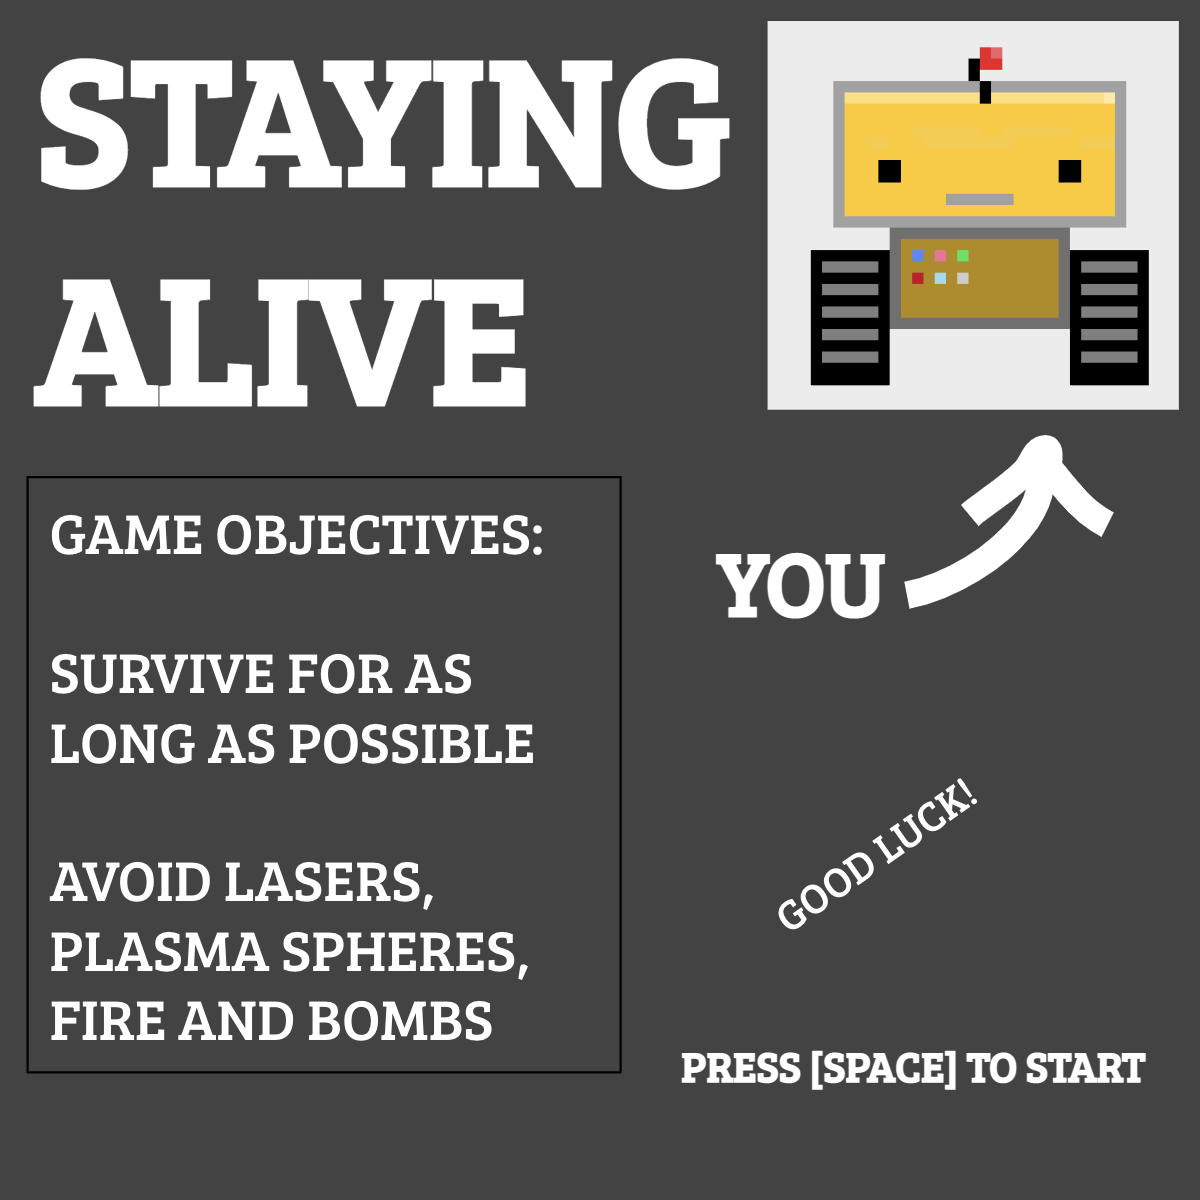 STAYING
ALIVE
GAME OBJECTIVES:
SURVIVE FOR AS
LONG AS POSSIBLE
AVOID LASERS,
PLASMA SPHERES,
FIRE AND BOMBS
YOU
GOOD LUCK!
PRESS [SPACE] TO START